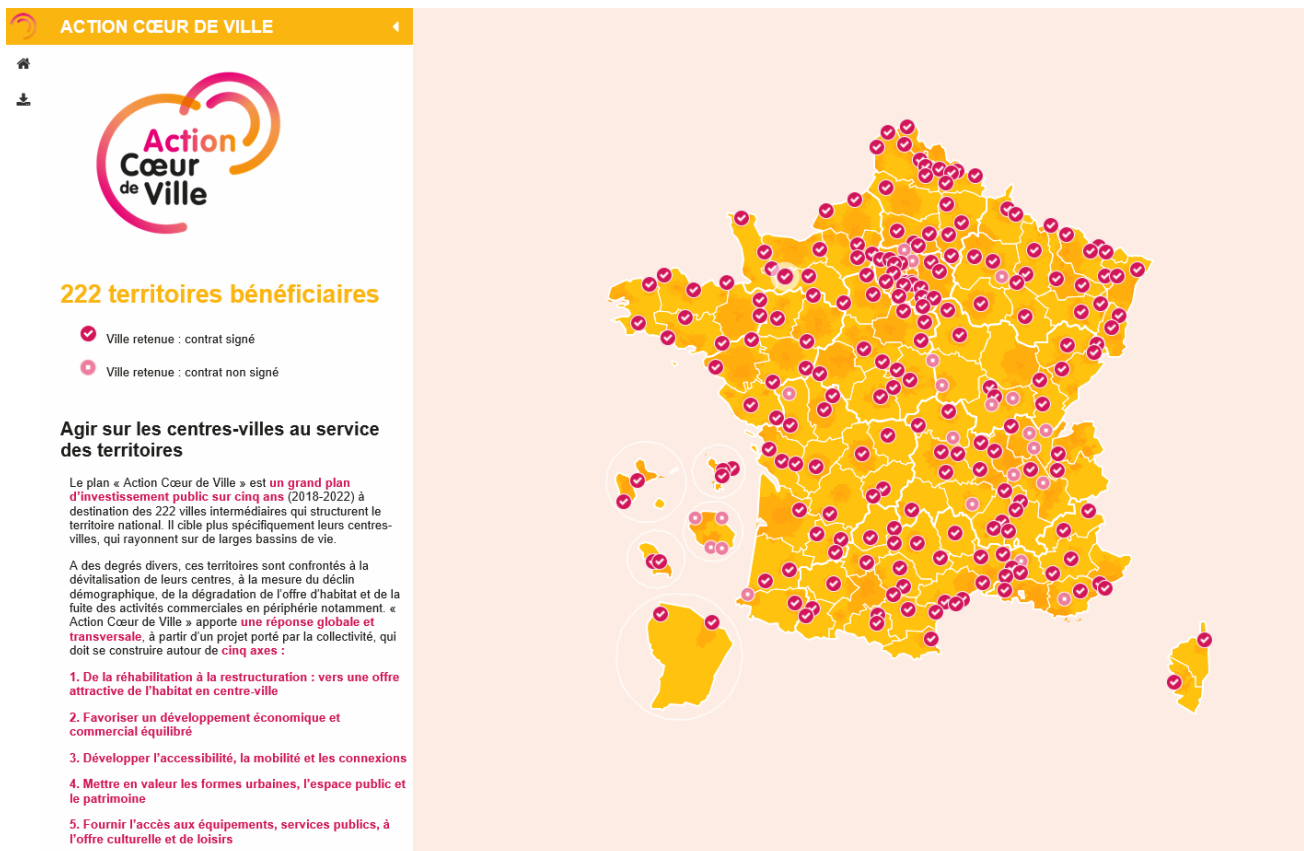 ACTION CŒUR DE VILLE
Action
Cœur
de Ville
222 territoires bénéficiaires
Ville retenue : contrat signé
Ville retenue : contrat non signé
Agir sur les centres-villes au service
des territoires
Le plan « Action Cœur de Ville » est un grand plan
d'investissement public sur cinq ans (2018-2022) à
destination des 222 villes intermédiaires qui structurent le
territoire national. Il cible plus spécifiquement leurs centres-
villes, qui rayonnent sur de larges bassins de vie.
A des degrés divers, ces territoires sont confrontés à la
dévitalisation de leurs centres, à la mesure du déclin
démographique, de la dégradation de l'offre d'habitat et de la
fuite des activités commerciales en périphérie notamment. «
Action Cœur de Ville » apporte une réponse globale et
transversale, à partir d'un projet porté par la collectivité, qui
doit se construire autour de cinq axes :
1. De la réhabilitation à la restructuration : vers une offre
attractive de l'habitat en centre-ville
2. Favoriser un développement économique et
commercial équilibré
3. Développer l'accessibilité, la mobilité et les connexions
4. Mettre en valeur les formes urbaines, l'espace public et
le patrimoine
5. Fournir l'accès aux équipements, services publics, à
l'offre culturelle et de loisirs